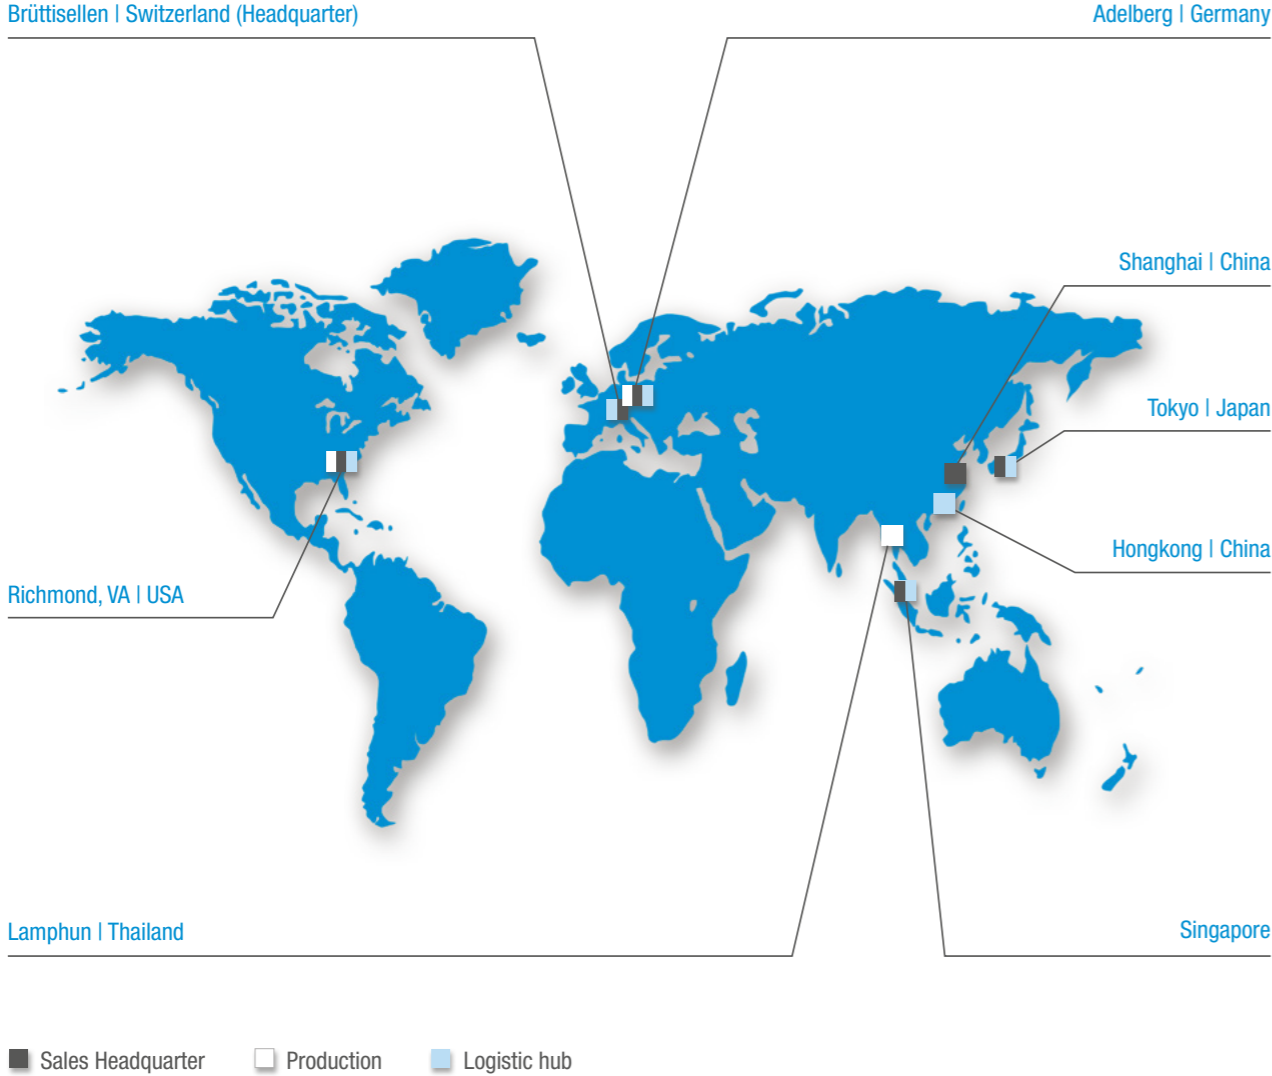 Brüttisellen | Switzerland (Headquarter)
Adelberg | Germany
Shanghai | China
Tokyo | Japan
Hongkong | China
Richmond, VA | USA
Lamphun | Thailand
Singapore
Sales Headquarter
Production
Logistic hub